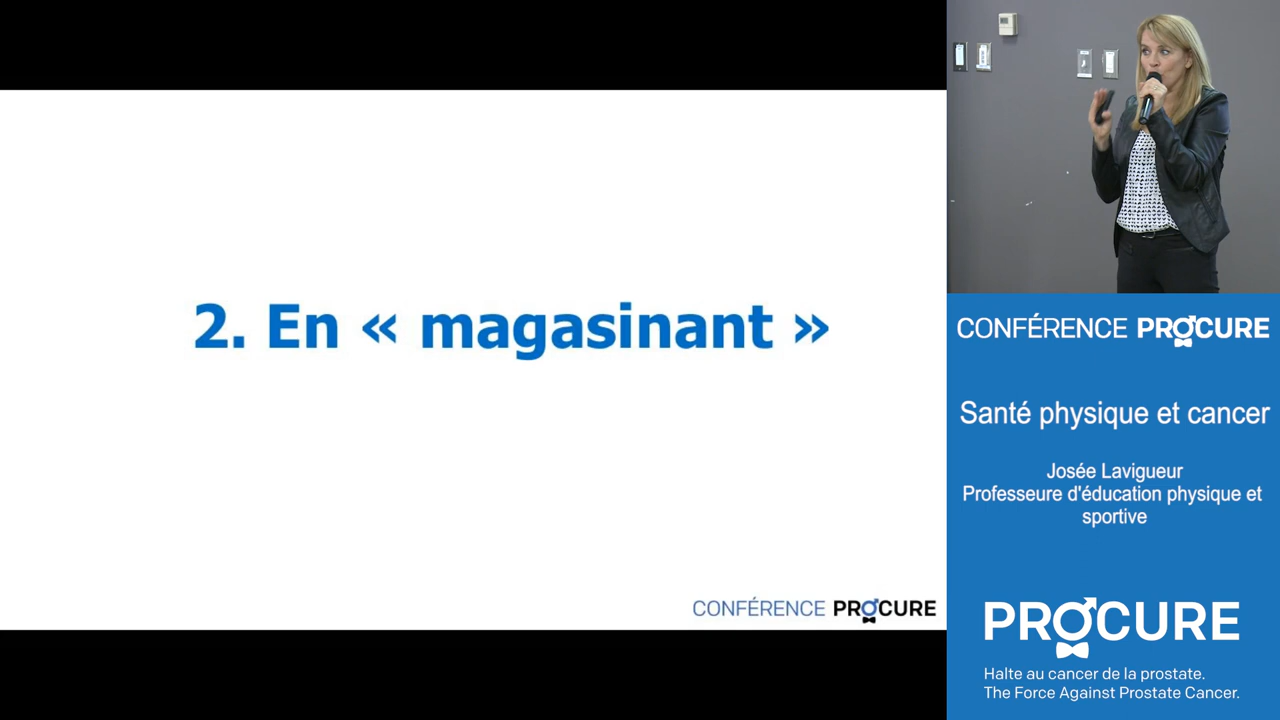 2. En « magasinant »
CONFÉRENCE PROCURE
CONFÉRENCE PROCURE
Santé physique et cancer
Josée Lavigueur
Professeure d'éducation physique et
sportive
PROCURE
Halte au cancer de la prostate.
The Force Against Prostate Cancer.